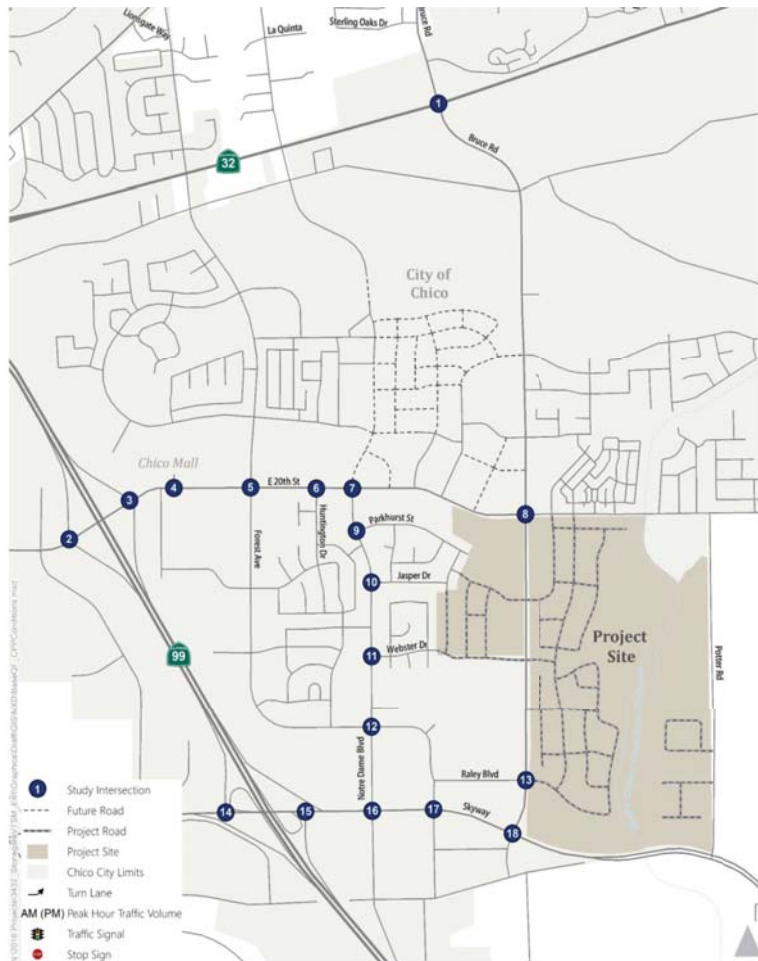 Lionsgate Way
La Quinta
Sterling Oaks Dr
Bruce Rd
1
Bruce Rd
32
City of
Chico
Chico Mall
2
3
4
5
E 20th St
6
7
8
Forest Ave
Huntington Dr
9
Parkhurst St
10
Jasper Dr
11
Webster Dr
99
Project
Site
Potter Rd
12
Notre Dame Blvd
Raley Blvd
13
14
15
16
17
Skyway
18
1 Study Intersection
Future Road
Project Road
Project Site
Chico City Limits
Turn Lane
AM (PM) Peak Hour Traffic Volume
Traffic Signal
Stop Sign